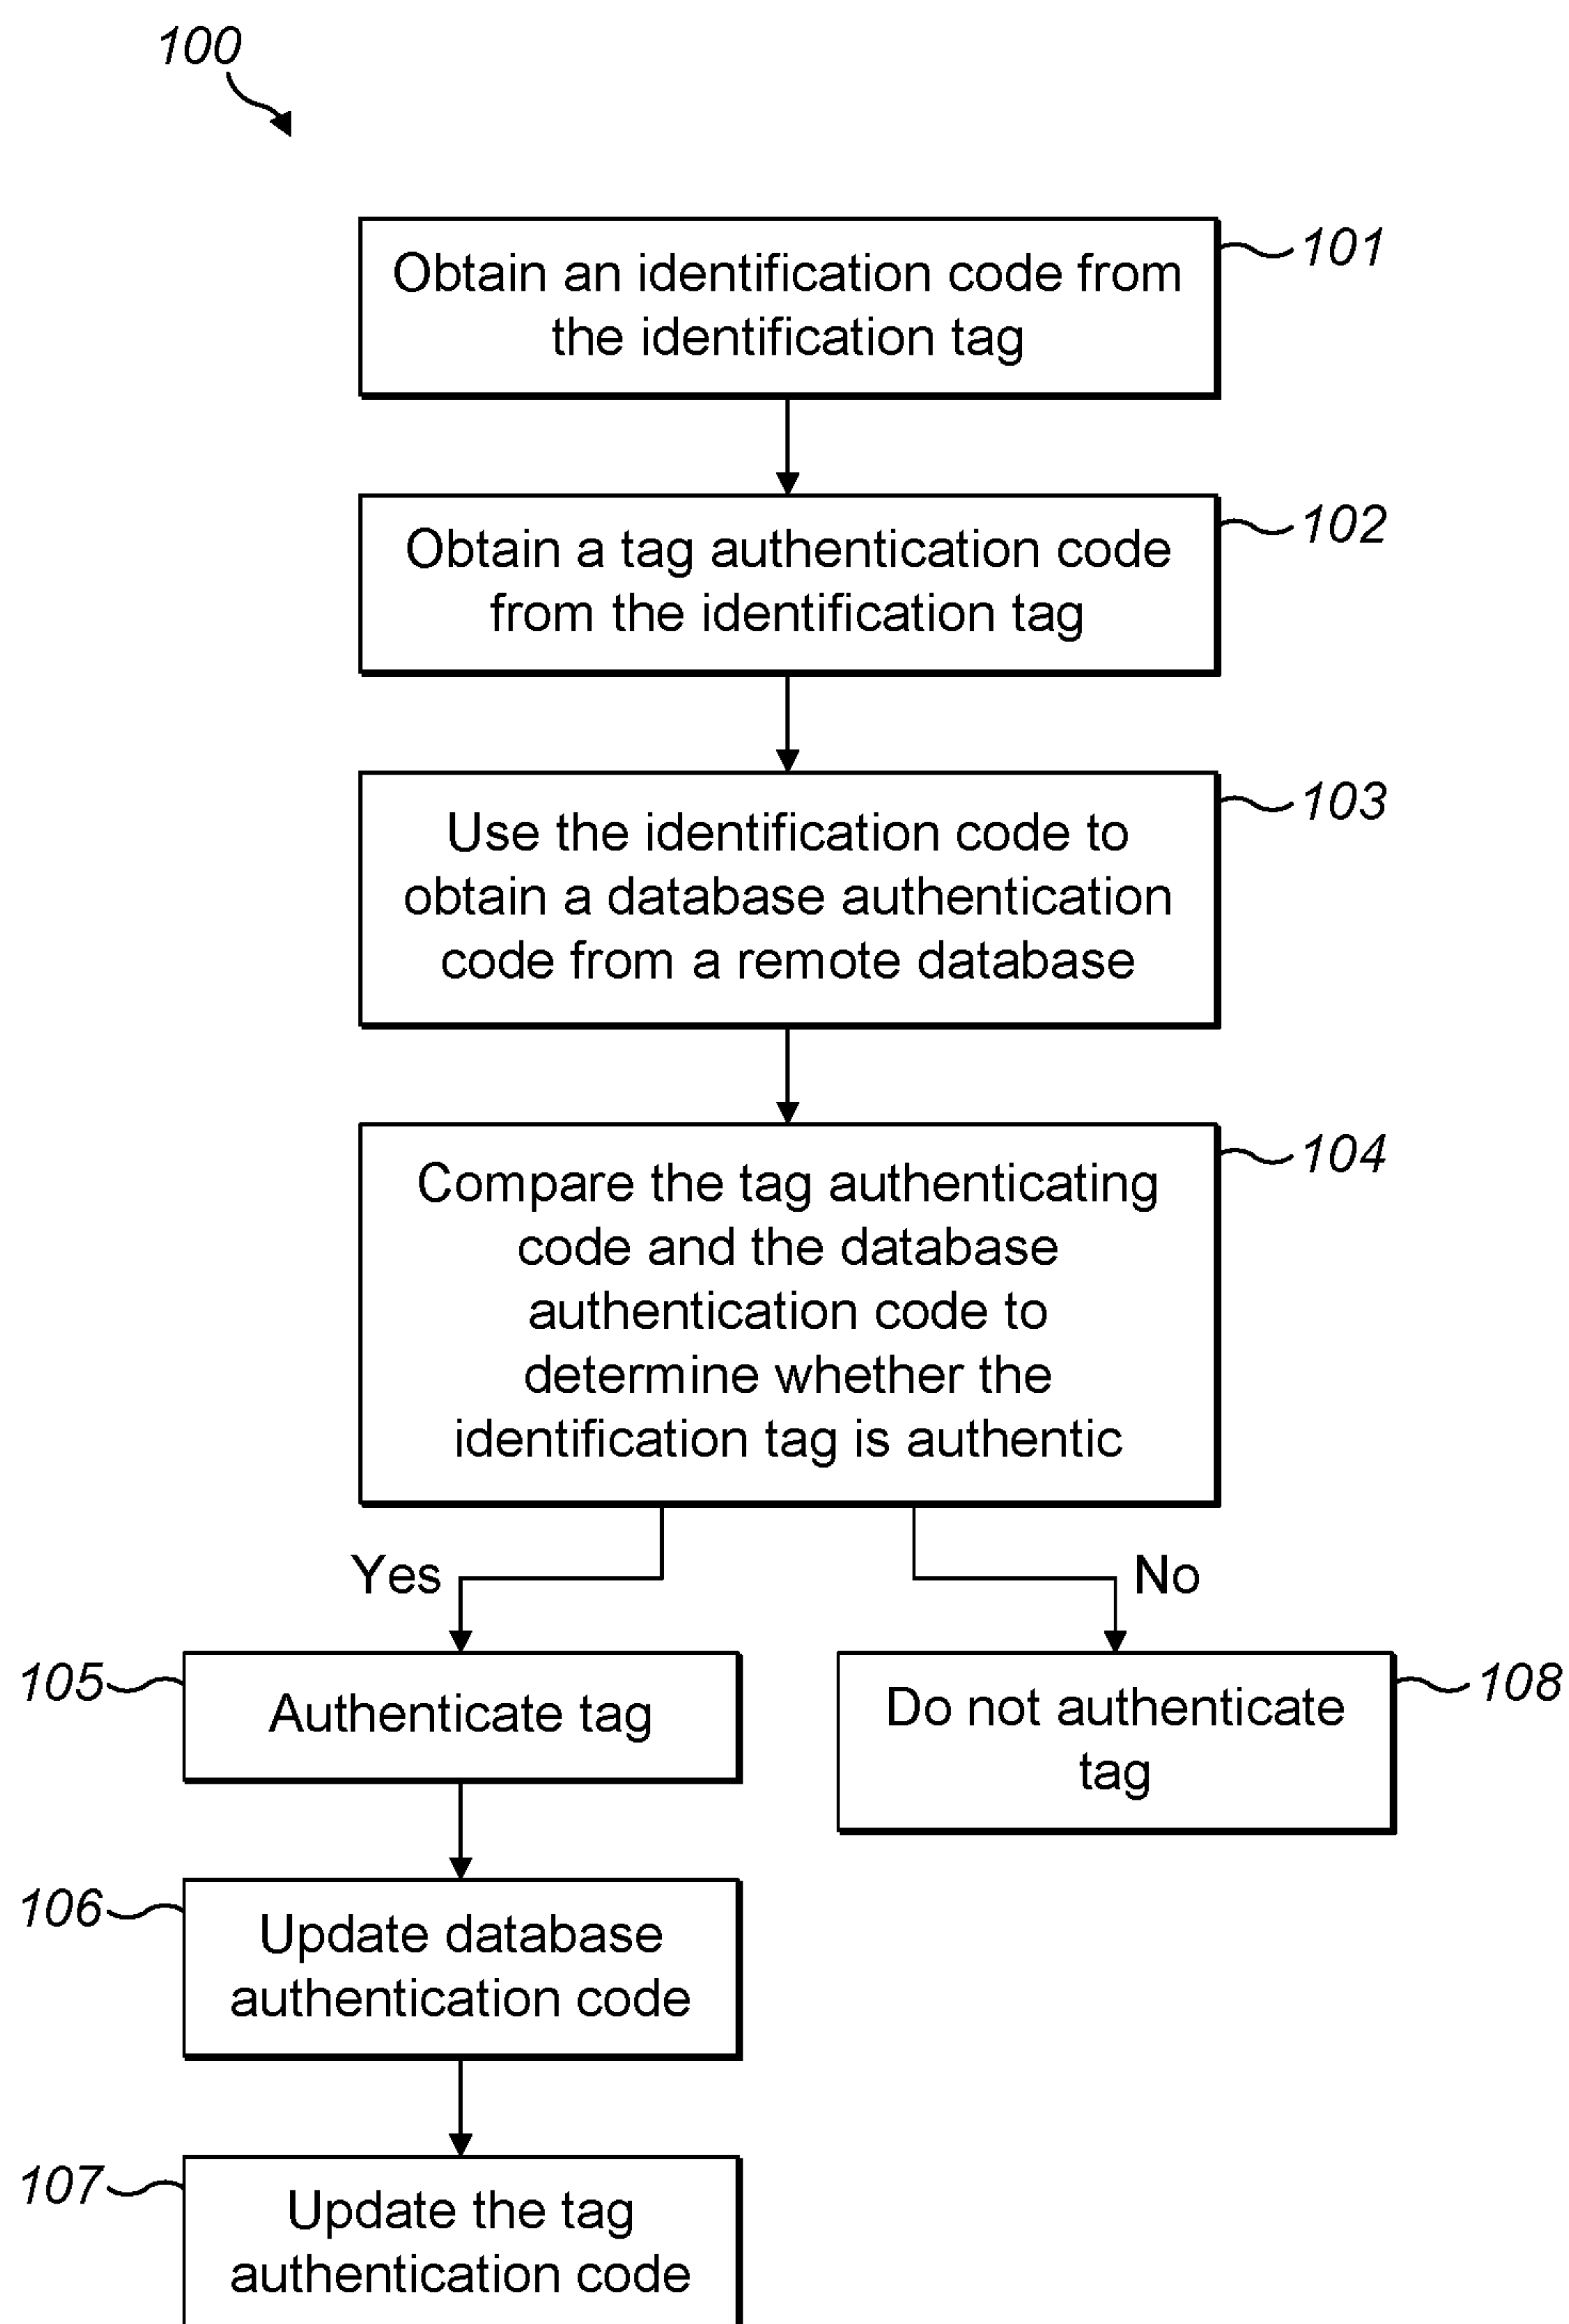 100
101
Obtain an identification code from
the identification tag
102
Obtain a tag authentication code
from the identification tag
103
Use the identification code to
obtain a database authentication
code from a remote database
104
Compare the tag authenticating
code and the database
authentication code to
determine whether the
identification tag is authentic
Yes
No
105
Authenticate tag
108
Do not authenticate
tag
106
Update database
authentication code
107
Update the tag
authentication code